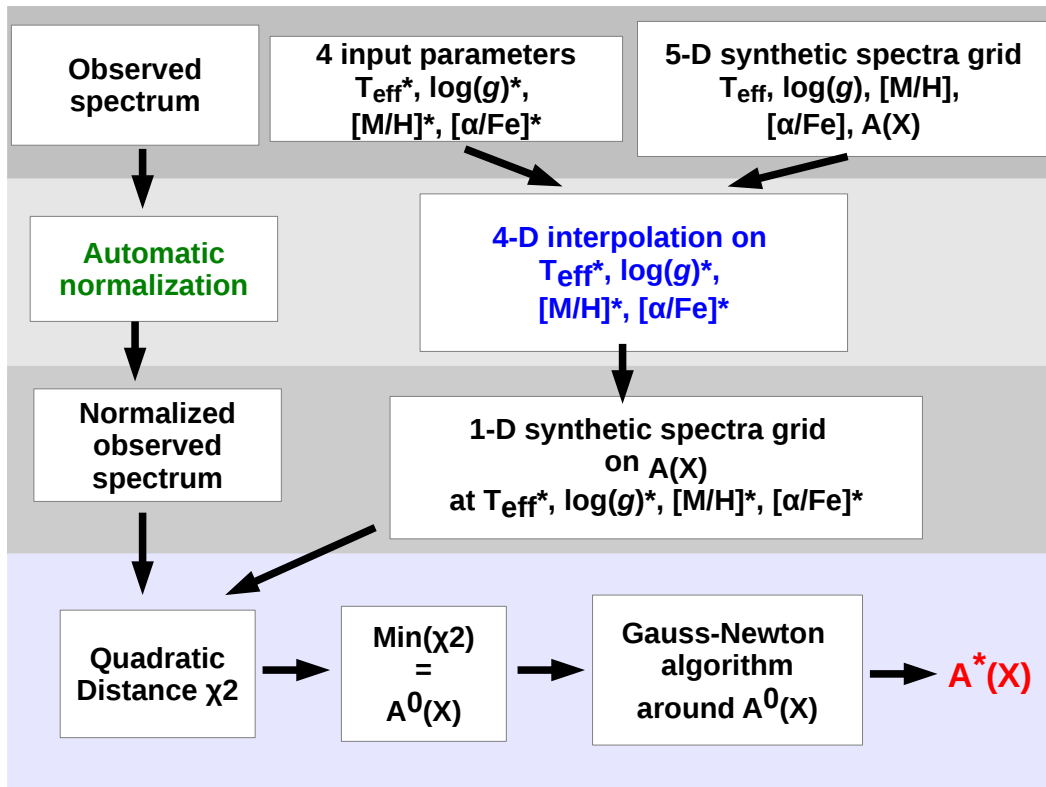 Observed
spectrum
4 input parameters
Teff*, log(g)*,
[M/H]*, [α/Fe]*
5-D synthetic spectra grid
Teff, log(g), [M/H],
[α/Fe], A(X)
Automatic
normalization
4-D interpolation on
Teff*, log(g)*,
[M/H]*, [α/Fe]*
Normalized
observed
spectrum
1-D synthetic spectra grid
on A(X)
at Teff*, log(g)*, [M/H]*, [α/Fe]*
Quadratic
Distance χ2
Min(χ2)
=
A⁰(X)
Gauss-Newton
algorithm
around A⁰(X)
A*(X)